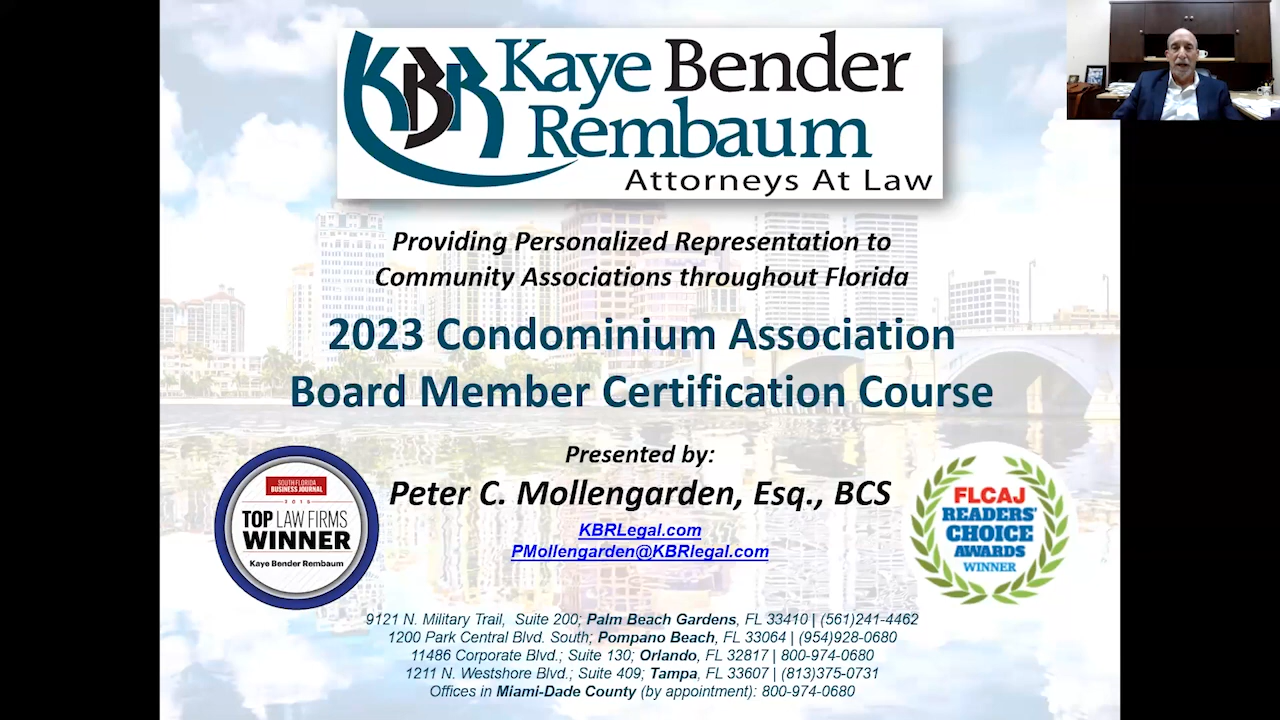 KBR Kaye Bender
Rembaum
Attorneys At Law
Providing Personalized Representation to
Community Associations throughout Florida
2023 Condominium Association
Board Member Certification Course
Presented by:
Peter C. Mollengarden, Esq., BCS
KBRLegal.com
PMollengarden@KBRlegal.com
SOUTH FLORIDA
BUSINESS JOURNAL
2015
TOP LAW FIRMS
WINNER
Kaye Bender Rembaum
FLCAJ
READERS'
CHOICE
AWARDS
WINNER
9121 N. Military Trail, Suite 200; Palm Beach Gardens, FL 33410 | (561)241-4462
1200 Park Central Blvd. South; Pompano Beach, FL 33064 | (954)928-0680
11486 Corporate Blvd.; Suite 130; Orlando, FL 32817 | 800-974-0680
1211 N. Westshore Blvd.; Suite 409; Tampa, FL 33607 | (813)375-0731
Offices in Miami-Dade County (by appointment): 800-974-0680